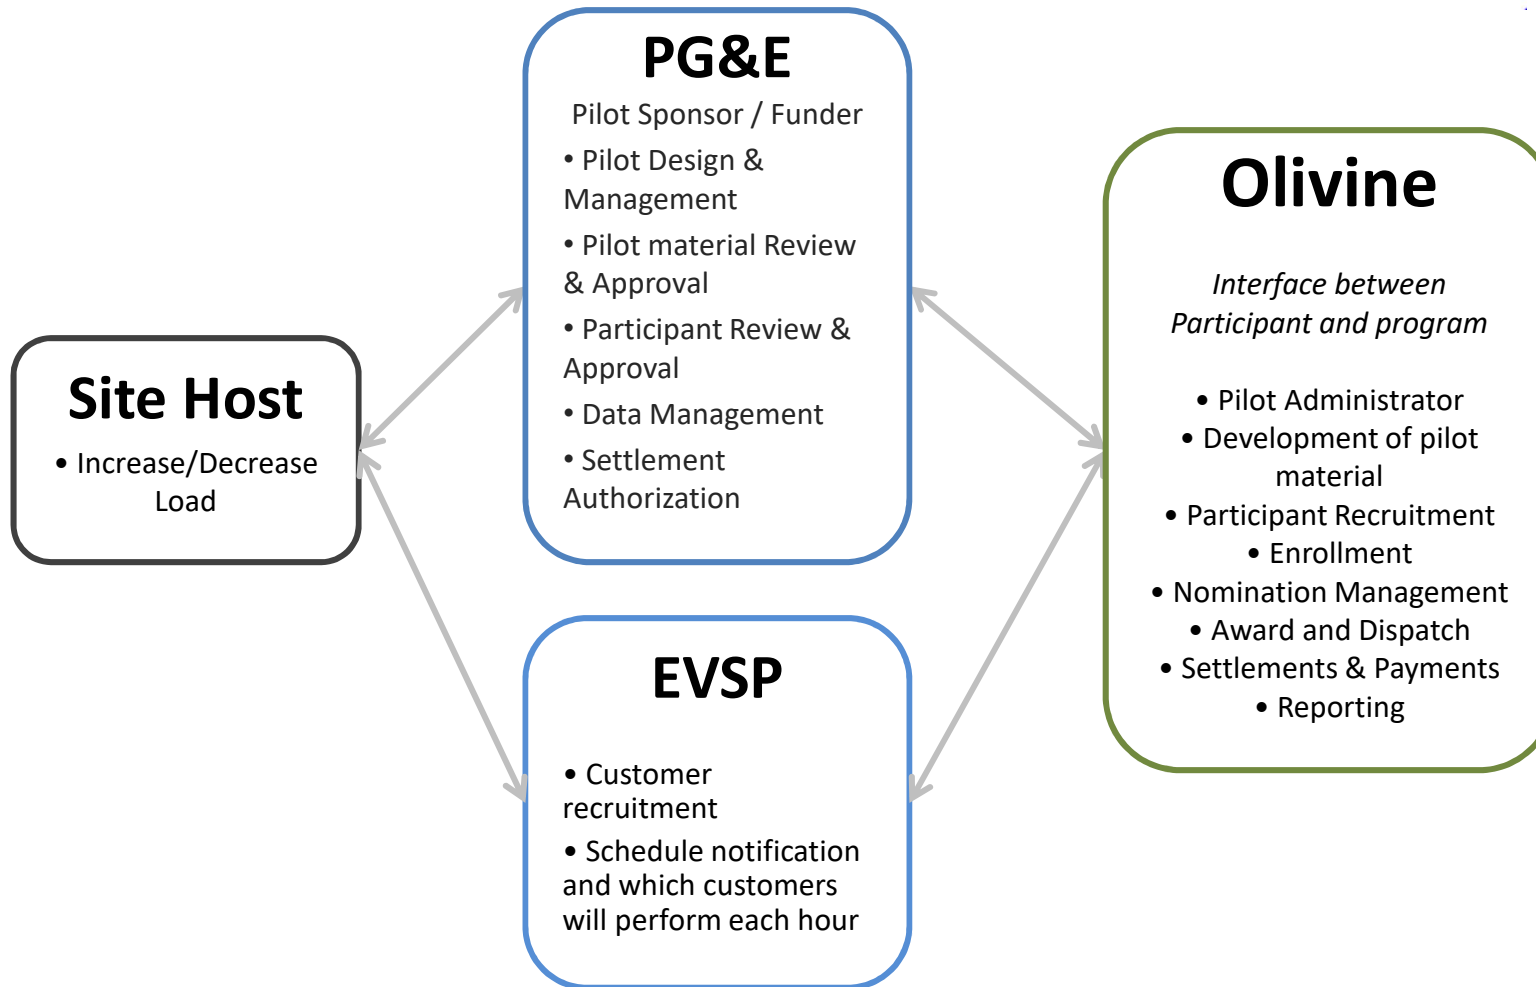 PG&E
Pilot Sponsor / Funder
• Pilot Design &
Management
• Pilot material Review
& Approval
• Participant Review &
Approval
• Data Management
• Settlement
Authorization
Site Host
• Increase/Decrease
Load
EVSP
• Customer
recruitment
• Schedule notification
and which customers
will perform each hour
Olivine
Interface between
Participant and program
• Pilot Administrator
• Development of pilot
material
• Participant Recruitment
• Enrollment
• Nomination Management
• Award and Dispatch
• Settlements & Payments
• Reporting